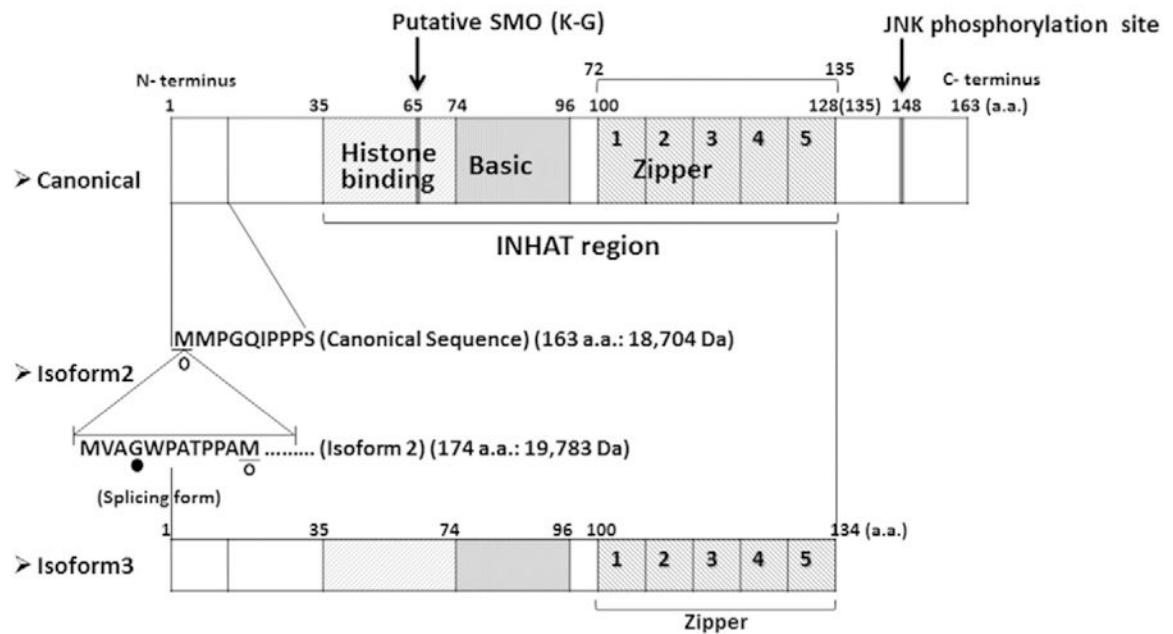 Putative SMO (K-G)
JNK phosphorylation site
N- terminus
72
135
C- terminus
1
35
65
74
96
100
128(135)
148
163 (a.a.)
➢ Canonical
Histone
binding
Basic
1 2 3 4 5
Zipper
INHAT region
MMPGQIPPPS (Canonical Sequence) (163 a.a.: 18,704 Da)
O
➢ Isoform2
MVAGWPATPPAM ......... (Isoform 2) (174 a.a.: 19,783 Da)
● O
(Splicing form)
1
35
74
96
100
134 (a.a.)
➢ Isoform3
1 2 3 4 5
Zipper